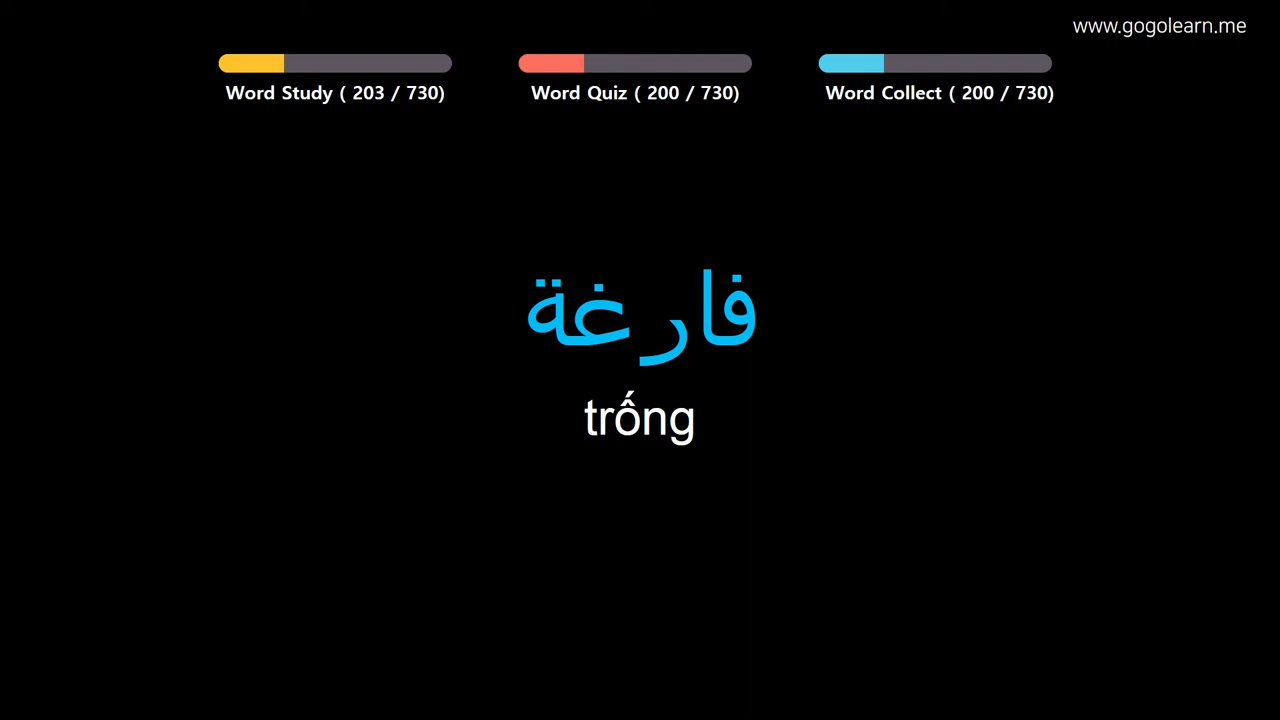 www.gogolearn.me
Word Study ( 203 / 730)
Word Quiz ( 200 / 730)
Word Collect ( 200 / 730)
فارغة
trống